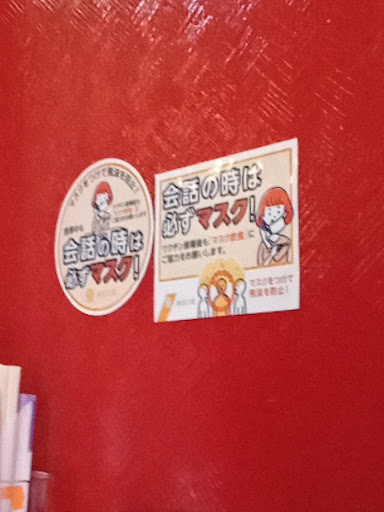 マスクをつけて飛沫を防止!
会話の時は
必ずマスク!
会話の時は
必ずマスク!
ワクチン接種後も「マスク飲食」に
ご協力をお願いします。
マスクをつけて
飛沫を防止!